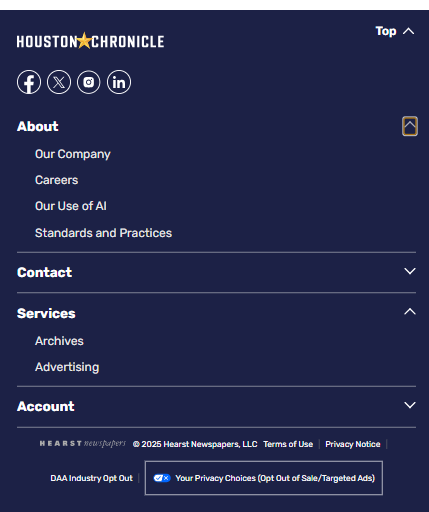 HOUSTON CHRONICLE
Top
About
Our Company
Careers
Our Use of AI
Standards and Practices
Contact
Services
Archives
Advertising
Account
HEARST newspapers © 2025 Hearst Newspapers, LLC Terms of Use Privacy Notice
DAA Industry Opt Out Your Privacy Choices (Opt Out of Sale/Targeted Ads)